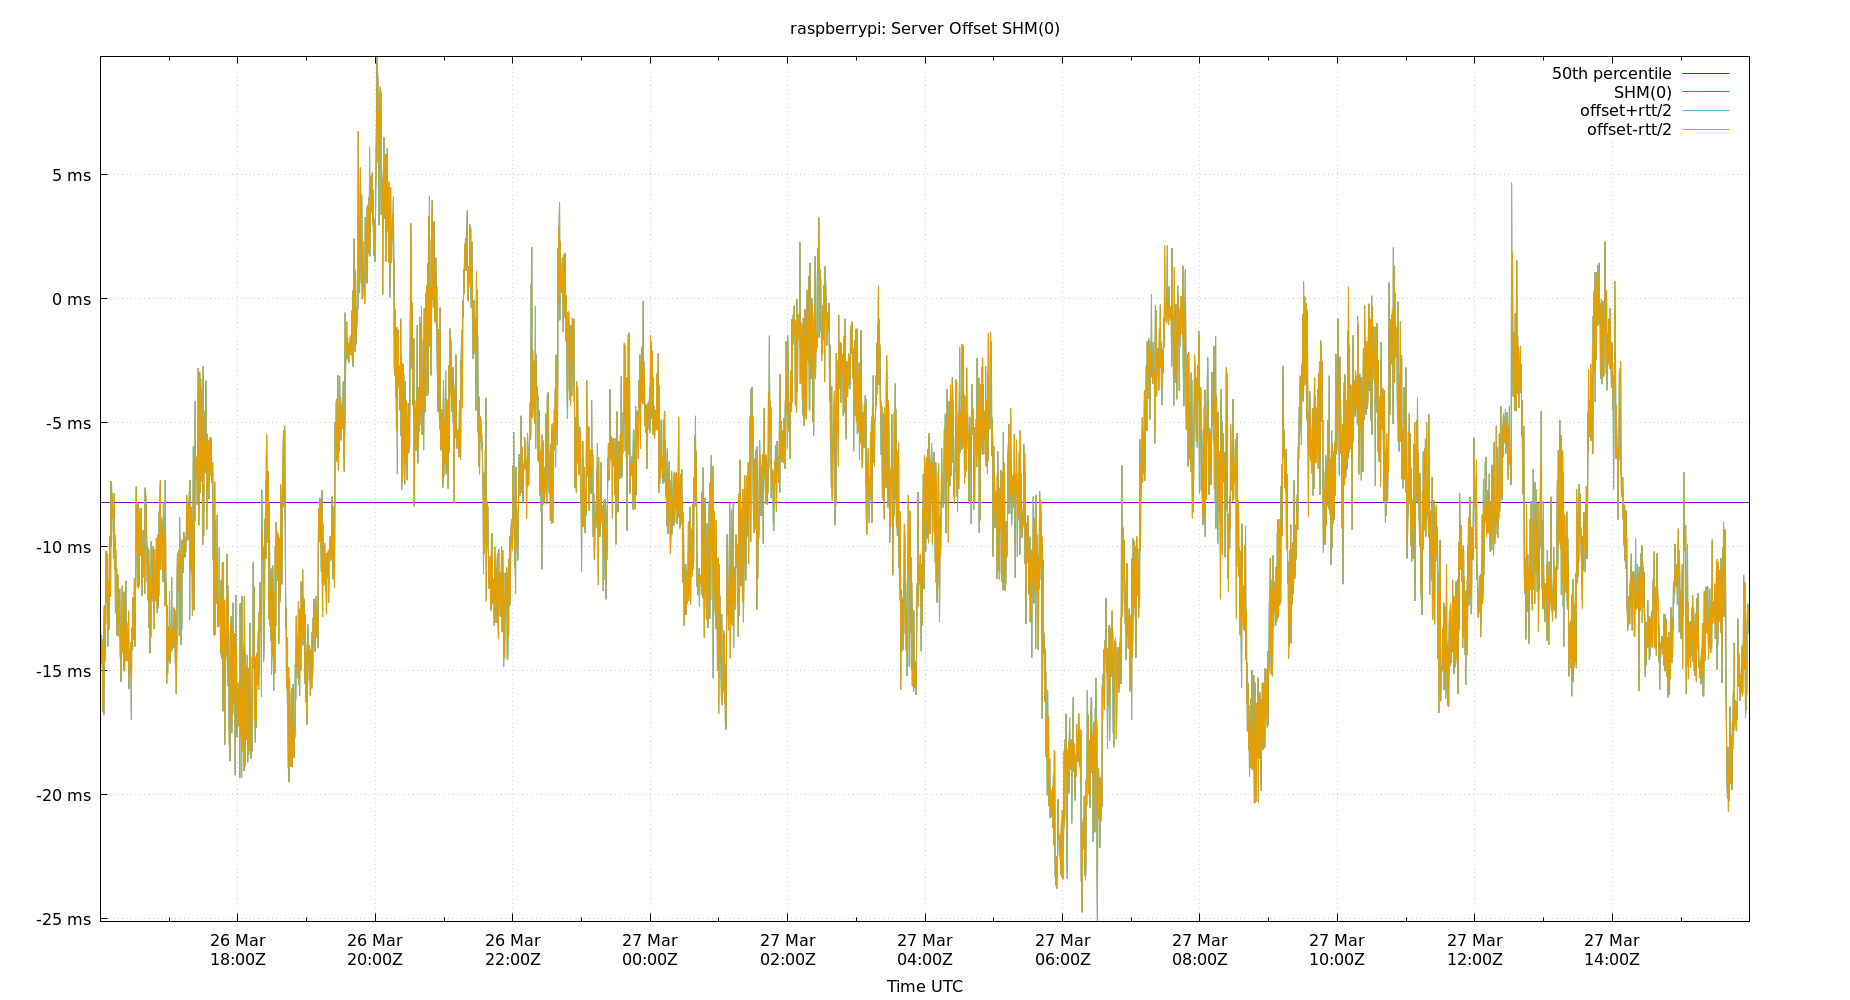 raspberrypi: Server Offset SHM(0)
50th percentile
SHM(0)
offset+rtt/2
offset-rtt/2
5 ms
0 ms
-5 ms
-10 ms
-15 ms
-20 ms
-25 ms
26 Mar 26 Mar 26 Mar 27 Mar 27 Mar 27 Mar 27 Mar 27 Mar 27 Mar 27 Mar 27 Mar
18:00Z 20:00Z 22:00Z 00:00Z 02:00Z 04:00Z 06:00Z 08:00Z 10:00Z 12:00Z 14:00Z
Time UTC